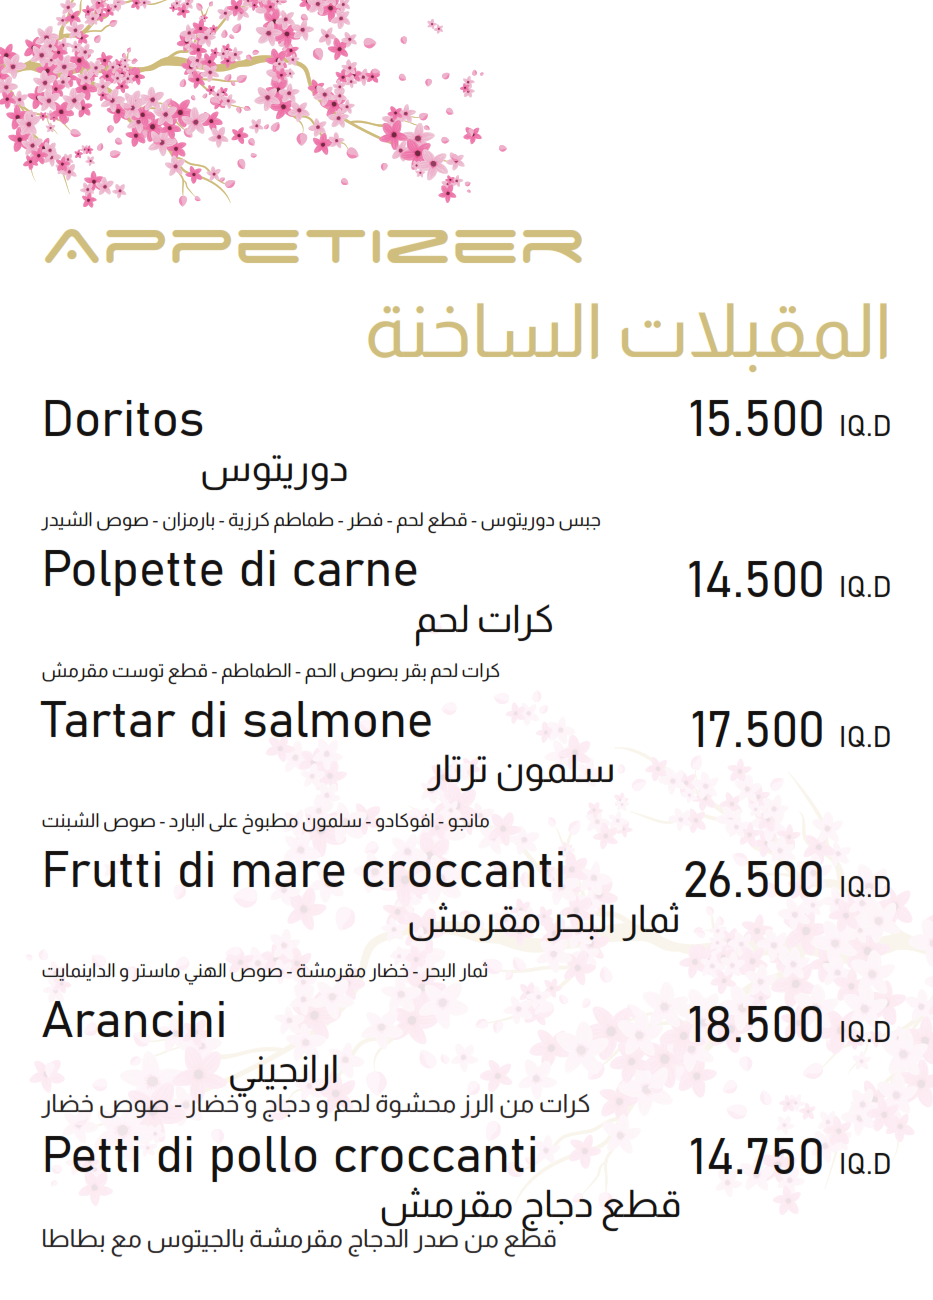 APPETIZER
المقبلات الساخنة
Doritos 15.500 IQ.D
دوريتوس
جبس دوريتوس - قطع لحم - فطر - طماطم كرزية - بارمزان - صوص الشيدر
Polpette di carne 14.500 IQ.D
كرات لحم
كرات لحم بقر بصوص الحم - الطماطم - قطع توست مقرمش
Tartar di salmone 17.500 IQ.D
سلمون ترتار
مانجو - افوكادو - سلمون مطبوخ على البارد - صوص الشبنت
Frutti di mare croccanti 26.500 IQ.D
ثمار البحر مقرمش
ثمار البحر - خضار مقرمشة - صوص الهني ماستر و الداينمايت
Arancini 18.500 IQ.D
ارانجيني
كرات من الرز محشوة لحم و دجاج و خضار - صوص خضار
Petti di pollo croccanti 14.750 IQ.D
قطع دجاج مقرمش
قطع من صدر الدجاج مقرمشة بالجيتوس مع بطاطا